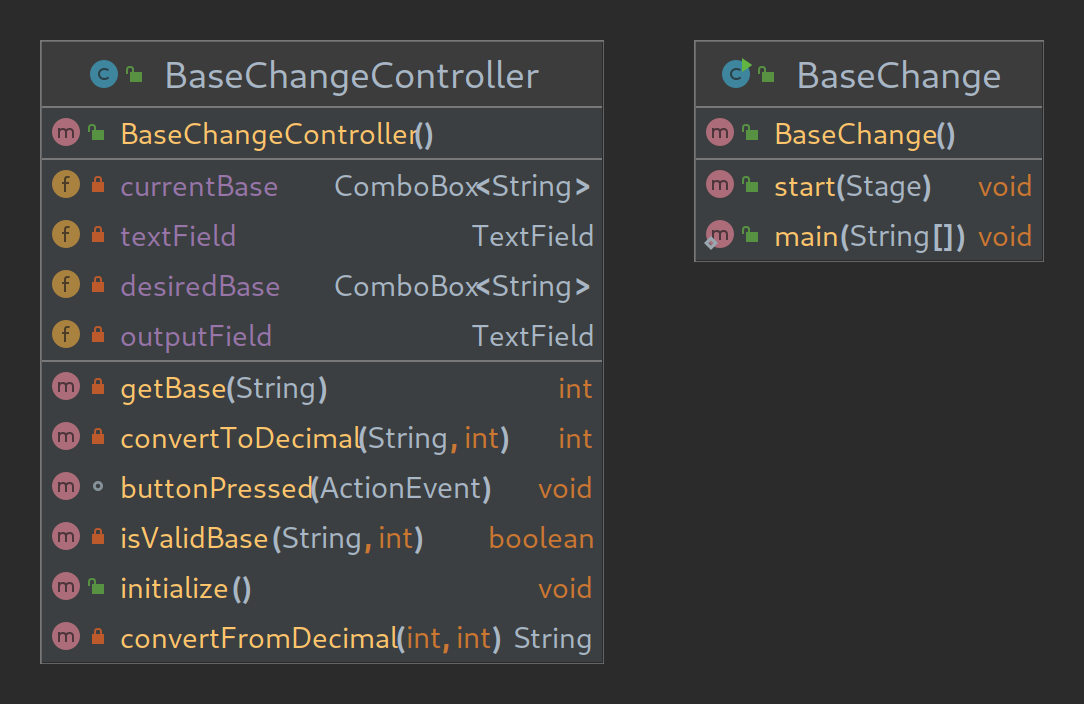 BaseChangeController
BaseChangeController()
currentBase ComboBox<String>
textField TextField
desiredBase ComboBox<String>
outputField TextField
getBase(String) int
convertToDecimal(String, int) int
buttonPressed(ActionEvent) void
isValidBase(String, int) boolean
initialize() void
convertFromDecimal(int, int) String
BaseChange
BaseChange()
start(Stage) void
main(String[]) void